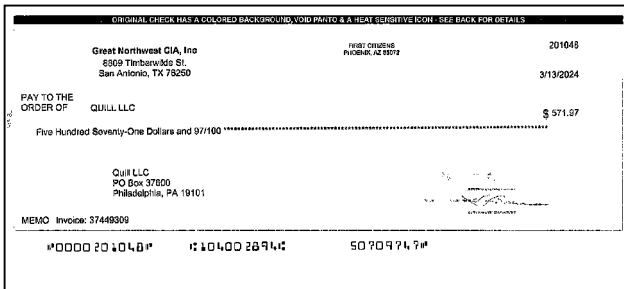 ORIGINAL CHECK HAS A COLORED BACKGROUND, VOID PANTO & A HEAT SENSITIVE ICON - SEE BACK FOR DETAILS
Great Northwest CIA, Inc
8809 Timberwilde St.
San Antonio, TX 78250
FIRST CITIZENS
PHOENIX, AZ 85072
201048
3/13/2024
PAY TO THE
ORDER OF QUILL LLC
$ 571.97
Five Hundred Seventy-One Dollars and 97/100
Quill LLC
PO Box 37600
Philadelphia, PA 19101
MEMO Invoice: 37449309
⑈0000201048⑈ ⑆104002894⑆ 50709747⑈